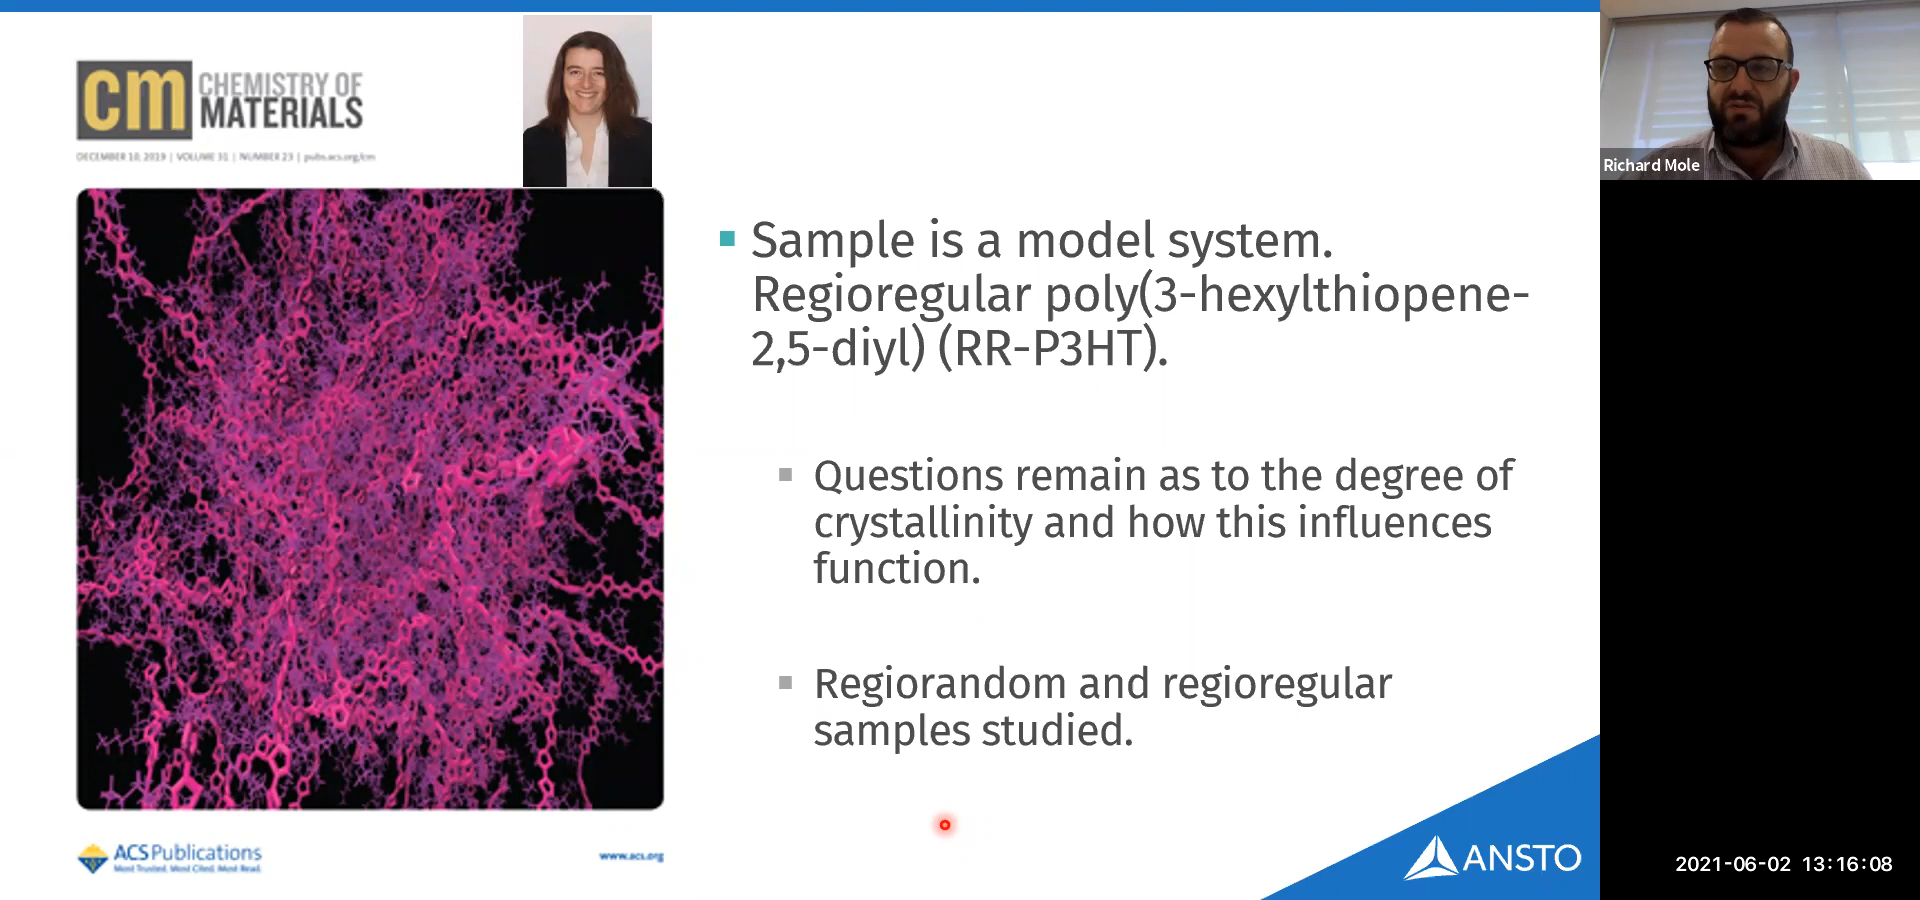 cm CHEMISTRY OF
MATERIALS
DECEMBER 10, 2019 | VOLUME 31 | NUMBER 23 | pubs.acs.org/cm
Richard Mole
Sample is a model system.
Regioregular poly(3-hexylthiopene-
2,5-diyl) (RR-P3HT).
Questions remain as to the degree of
crystallinity and how this influences
function.
Regiorandom and regioregular
samples studied.
ACS Publications
Most Trusted. Most Cited. Most Read.
www.acs.org
ANSTO
2021-06-02 13:16:08